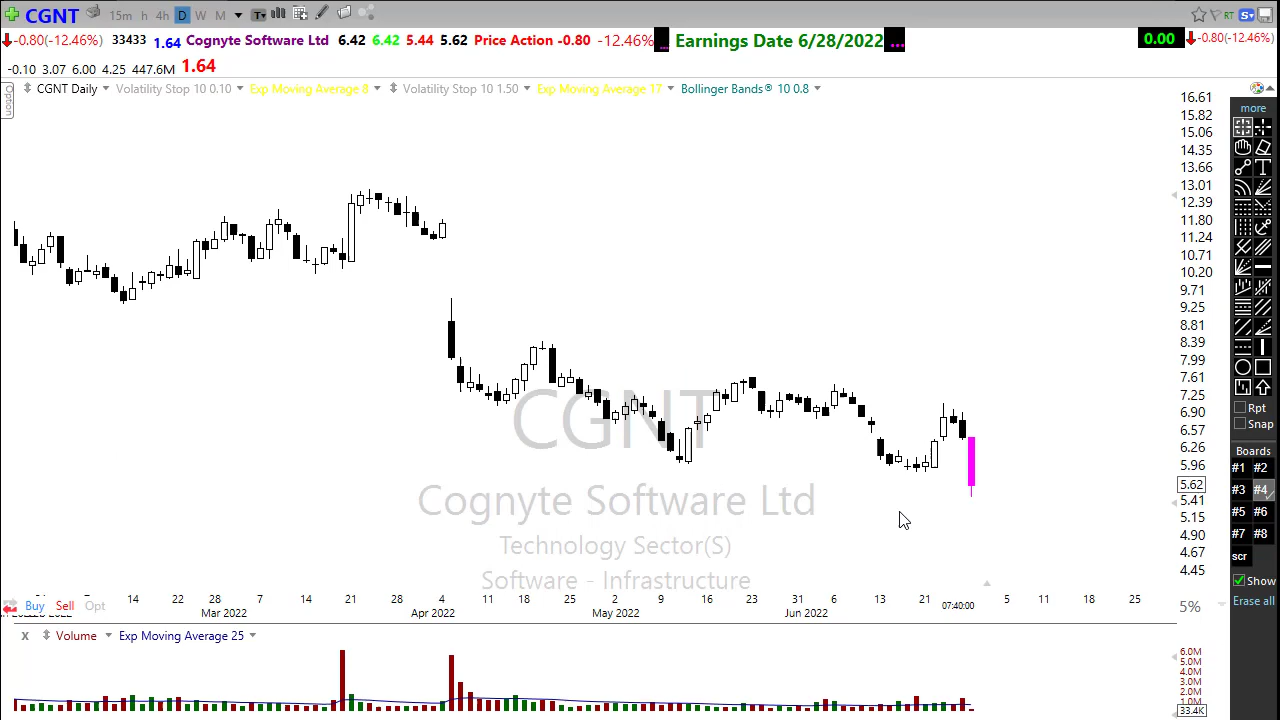 CGNT 15m h 4h D W M T RT S
-0.80(-12.46%) 33433 1.64 Cognyte Software Ltd 6.42 6.42 5.44 5.62 Price Action -0.80 -12.46% ... Earnings Date 6/28/2022 ... 0.00 -0.80(-12.46%)
-0.10 3.07 6.00 4.25 447.6M 1.64
Option
CGNT Daily Volatility Stop 10 0.10 Exp Moving Average 8 Volatility Stop 10 1.50 Exp Moving Average 17 Bollinger Bands® 10 0.8
16.61
15.82
15.06
14.35
13.66
13.01
12.39
11.80
11.24
10.71
10.20
9.71
9.25
8.81
8.39
7.99
7.61
7.25
6.90
6.57
6.26
5.96
5.62
5.41
5.15
4.90
4.67
4.45
more
T
Rpt
Snap
Boards
#1 #2
#3 #4
#5 #6
#7 #8
scr
Show
Erase all
CGNT
Cognyte Software Ltd
Technology Sector(S)
Software - Infrastructure
Buy Sell Opt
14 22 28 7 14 21 28 4 11 18 25 2 9 16 23 31 6 13 21 07:40:00 5 11 18 25
Mar 2022 Apr 2022 May 2022 Jun 2022
5%
x Volume Exp Moving Average 25
6.0M
5.0M
4.0M
3.0M
2.0M
1.0M
33.4K